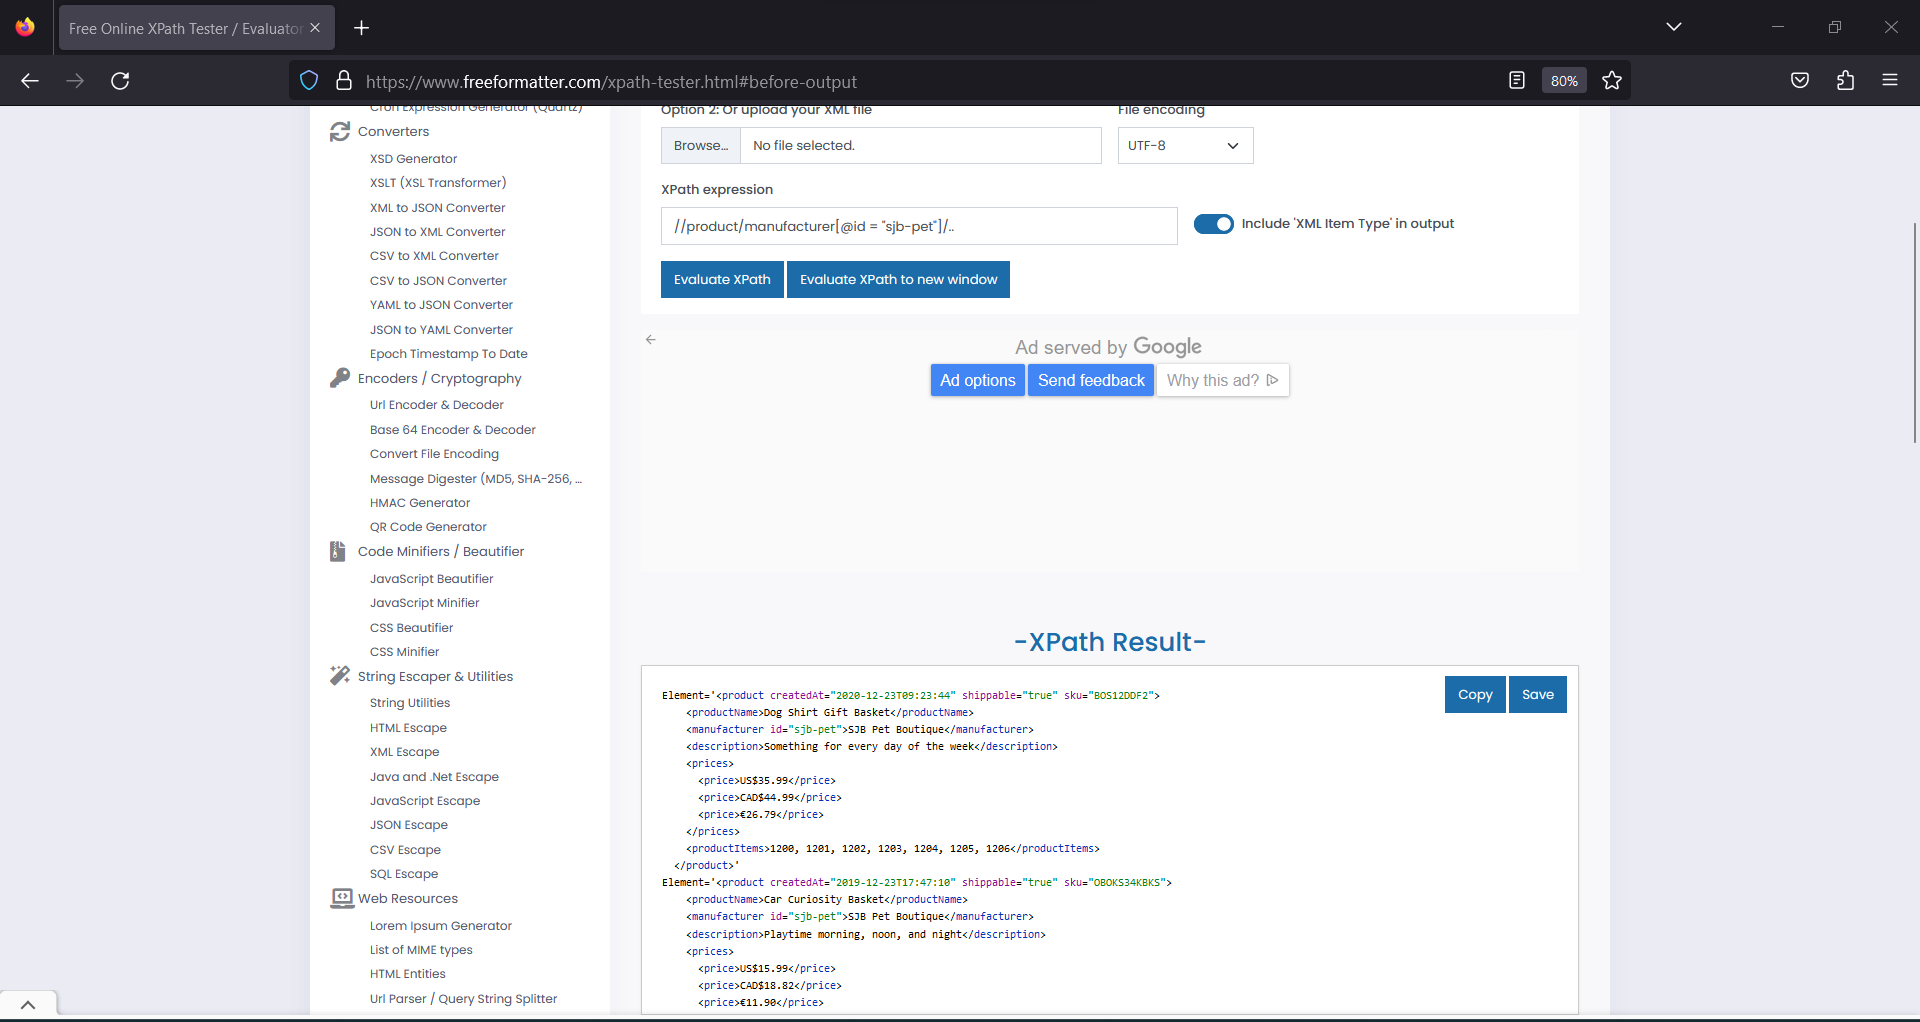 Free Online XPath Tester / Evaluator
https://www.freeformatter.com/xpath-tester.html#before-output
80%
Cron Expression Generator (Quartz)
Converters
XSD Generator
XSLT (XSL Transformer)
XML to JSON Converter
JSON to XML Converter
CSV to XML Converter
CSV to JSON Converter
YAML to JSON Converter
JSON to YAML Converter
Epoch Timestamp To Date
Encoders / Cryptography
Url Encoder & Decoder
Base 64 Encoder & Decoder
Convert File Encoding
Message Digester (MD5, SHA-256, ...
HMAC Generator
QR Code Generator
Code Minifiers / Beautifier
JavaScript Beautifier
JavaScript Minifier
CSS Beautifier
CSS Minifier
String Escaper & Utilities
String Utilities
HTML Escape
XML Escape
Java and .Net Escape
JavaScript Escape
JSON Escape
CSV Escape
SQL Escape
Web Resources
Lorem Ipsum Generator
List of MIME types
HTML Entities
Url Parser / Query String Splitter
Option 2: Or upload your XML file
File encoding
Browse... No file selected.
UTF-8
XPath expression
//product/manufacturer[@id = "sjb-pet"]/..
Include 'XML Item Type' in output
Evaluate XPath
Evaluate XPath to new window
Ad served by Google
Ad options
Send feedback
Why this ad?
-XPath Result-
Copy
Save
Element='<product createdAt="2020-12-23T09:23:44" shippable="true" sku="BOS12DDF2">
<productName>Dog Shirt Gift Basket</productName>
<manufacturer id="sjb-pet">SJB Pet Boutique</manufacturer>
<description>Something for every day of the week</description>
<prices>
<price>US$35.99</price>
<price>CAD$44.99</price>
<price>€26.79</price>
</prices>
<productItems>1200, 1201, 1202, 1203, 1204, 1205, 1206</productItems>
</product>'
Element='<product createdAt="2019-12-23T17:47:10" shippable="true" sku="OBOKS34KBKS">
<productName>Car Curiosity Basket</productName>
<manufacturer id="sjb-pet">SJB Pet Boutique</manufacturer>
<description>Playtime morning, noon, and night</description>
<prices>
<price>US$15.99</price>
<price>CAD$18.82</price>
<price>€11.90</price>